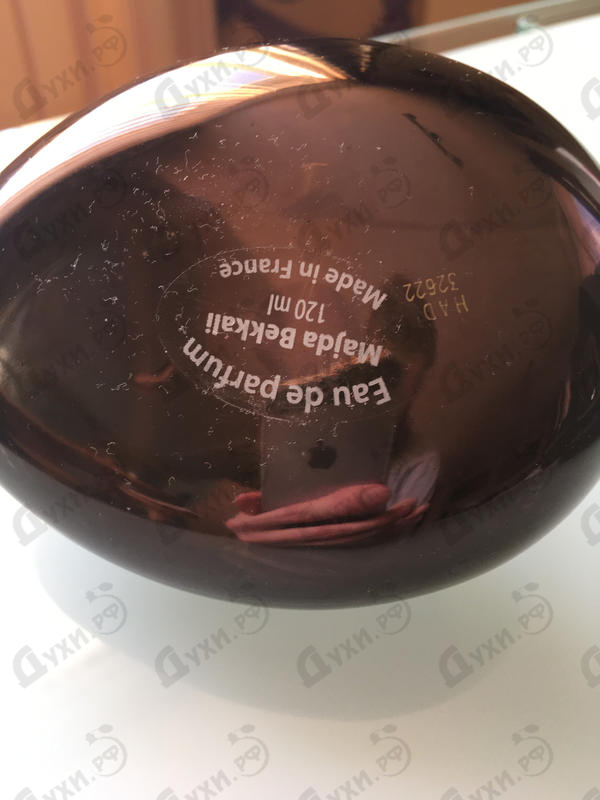 Eau de parfum
Majda Bekkali
120 ml
Made in France
HAD
32622
Духи.рф